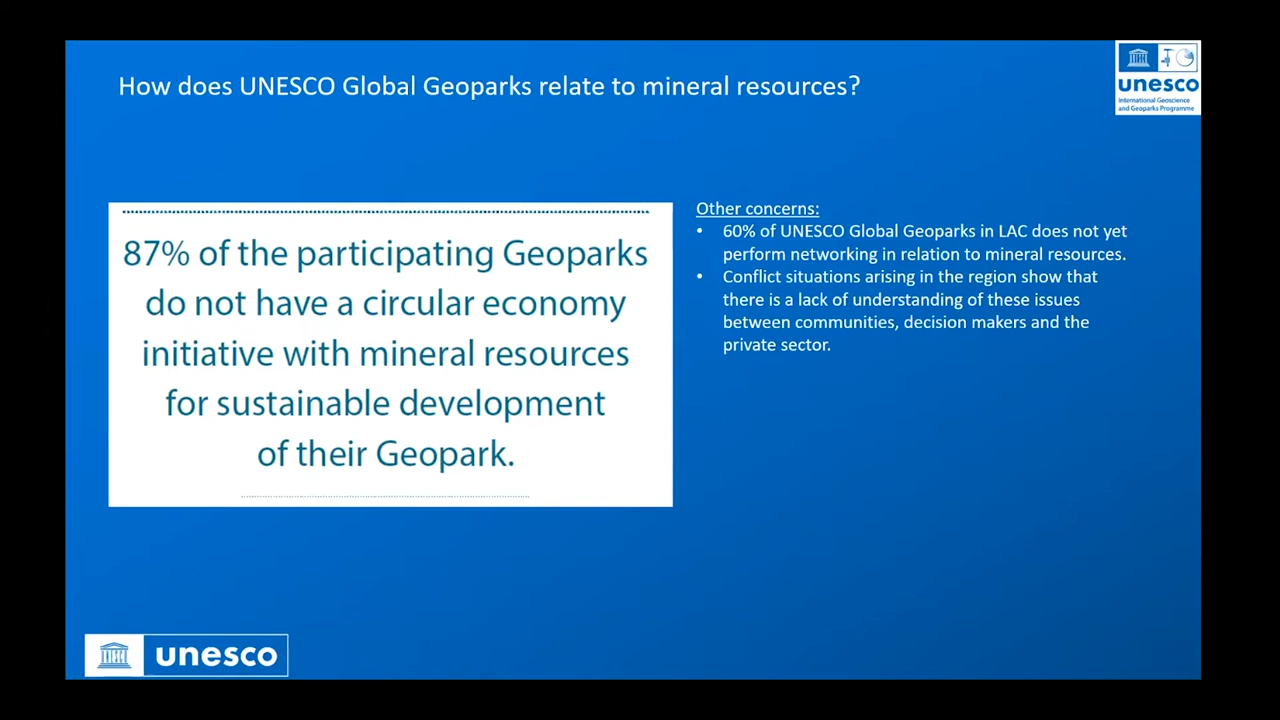 How does UNESCO Global Geoparks relate to mineral resources?
unesco
International Geoscience
and Geoparks Programme
87% of the participating Geoparks
do not have a circular economy
initiative with mineral resources
for sustainable development
of their Geopark.
Other concerns:
• 60% of UNESCO Global Geoparks in LAC does not yet
perform networking in relation to mineral resources.
• Conflict situations arising in the region show that
there is a lack of understanding of these issues
between communities, decision makers and the
private sector.
unesco